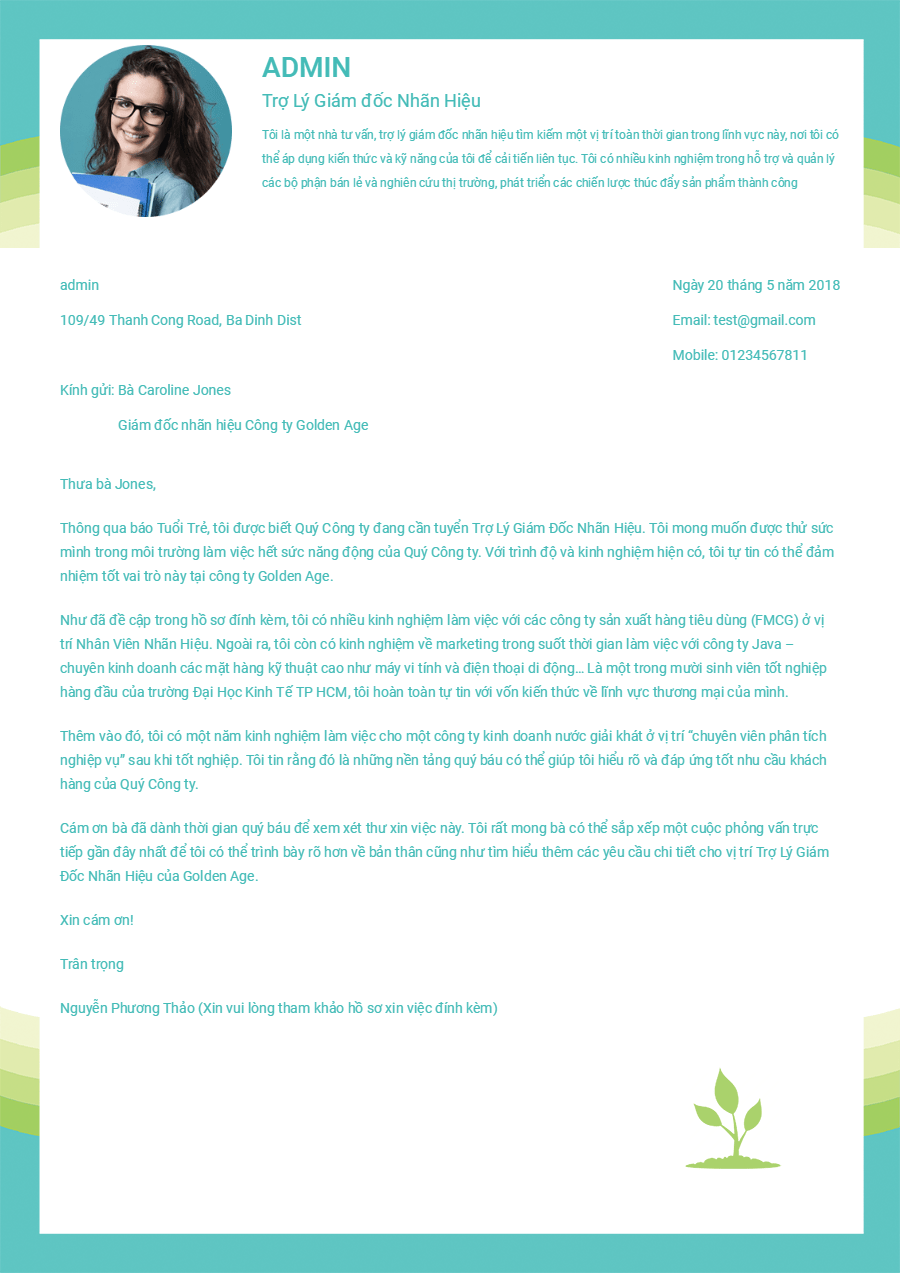 ADMIN
Trợ Lý Giám đốc Nhãn Hiệu
Tôi là một nhà tư vấn, trợ lý giám đốc nhãn hiệu tìm kiếm một vị trí toàn thời gian trong lĩnh vực này, nơi tôi có
thể áp dụng kiến thức và kỹ năng của tôi để cải tiến liên tục. Tôi có nhiều kinh nghiệm trong hỗ trợ và quản lý
các bộ phận bán lẻ và nghiên cứu thị trường, phát triển các chiến lược thúc đẩy sản phẩm thành công
admin
109/49 Thanh Cong Road, Ba Dinh Dist
Ngày 20 tháng 5 năm 2018
Email: test@gmail.com
Mobile: 01234567811
Kính gửi: Bà Caroline Jones
Giám đốc nhãn hiệu Công ty Golden Age
Thưa bà Jones,
Thông qua báo Tuổi Trẻ, tôi được biết Quý Công ty đang cần tuyển Trợ Lý Giám Đốc Nhãn Hiệu. Tôi mong muốn được thử sức
mình trong môi trường làm việc hết sức năng động của Quý Công ty. Với trình độ và kinh nghiệm hiện có, tôi tự tin có thể đảm
nhiệm tốt vai trò này tại công ty Golden Age.
Như đã đề cập trong hồ sơ đính kèm, tôi có nhiều kinh nghiệm làm việc với các công ty sản xuất hàng tiêu dùng (FMCG) ở vị
trí Nhân Viên Nhãn Hiệu. Ngoài ra, tôi còn có kinh nghiệm về marketing trong suốt thời gian làm việc với công ty Java –
chuyên kinh doanh các mặt hàng kỹ thuật cao như máy vi tính và điện thoại di động… Là một trong mười sinh viên tốt nghiệp
hàng đầu của trường Đại Học Kinh Tế TP HCM, tôi hoàn toàn tự tin với vốn kiến thức về lĩnh vực thương mại của mình.
Thêm vào đó, tôi có một năm kinh nghiệm làm việc cho một công ty kinh doanh nước giải khát ở vị trí “chuyên viên phân tích
nghiệp vụ” sau khi tốt nghiệp. Tôi tin rằng đó là những nền tảng quý báu có thể giúp tôi hiểu rõ và đáp ứng tốt nhu cầu khách
hàng của Quý Công ty.
Cám ơn bà đã dành thời gian quý báu để xem xét thư xin việc này. Tôi rất mong bà có thể sắp xếp một cuộc phỏng vấn trực
tiếp gần đây nhất để tôi có thể trình bày rõ hơn về bản thân cũng như tìm hiểu thêm các yêu cầu chi tiết cho vị trí Trợ Lý Giám
Đốc Nhãn Hiệu của Golden Age.
Xin cám ơn!
Trân trọng
Nguyễn Phương Thảo (Xin vui lòng tham khảo hồ sơ xin việc đính kèm)